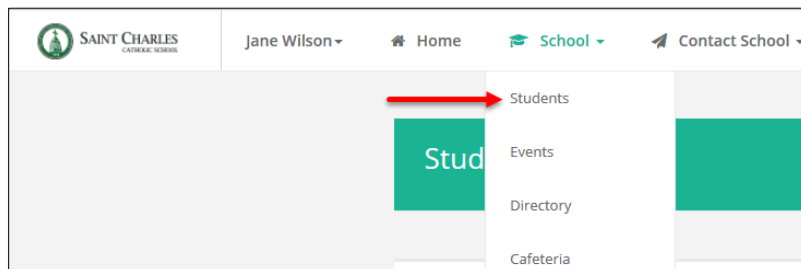 SAINT CHARLES
CATHOLIC SCHOOL
Jane Wilson
Home
School
Contact School
Students
Stud
Events
Directory
Cafeteria